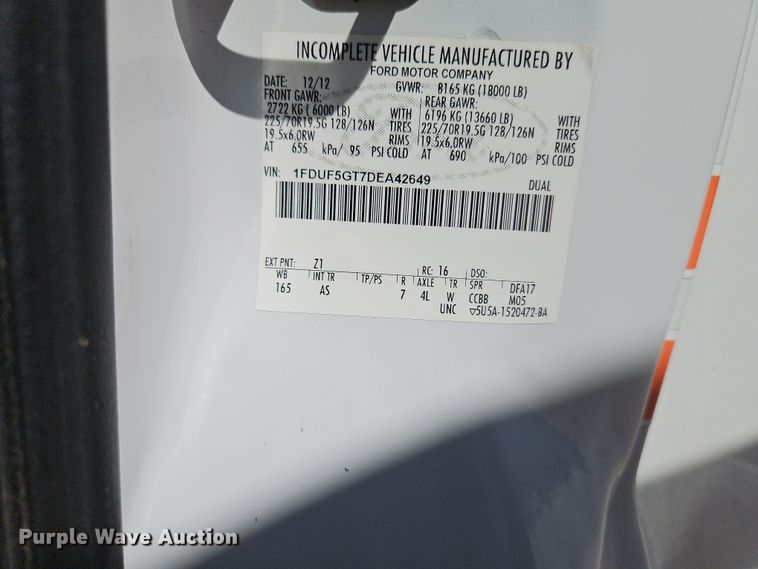 INCOMPLETE VEHICLE MANUFACTURED BY
FORD MOTOR COMPANY
DATE: 12/12 GVWR: 8165 KG (18000 LB)
FRONT GAWR: REAR GAWR:
2722 KG (6000 LB) WITH 6196 KG (13660 LB) WITH
225/70R19.5G 128/126N TIRES 225/70R19.5G 128/126N TIRES
19.5x6.0RW RIMS 19.5x6.0RW RIMS
AT 655 kPa/ 95 PSI COLD AT 690 kPa/100 PSI COLD
VIN: 1FDUF5GT7DEA42649 DUAL
EXT PNT: Z1 RC: 16 DSO:
WB INT TR TP/PS R AXLE TR SPR DFA17
165 AS 7 4L W CCBB M05
UNC ▽5U5A-1520472-BA
Purple Wave Auction